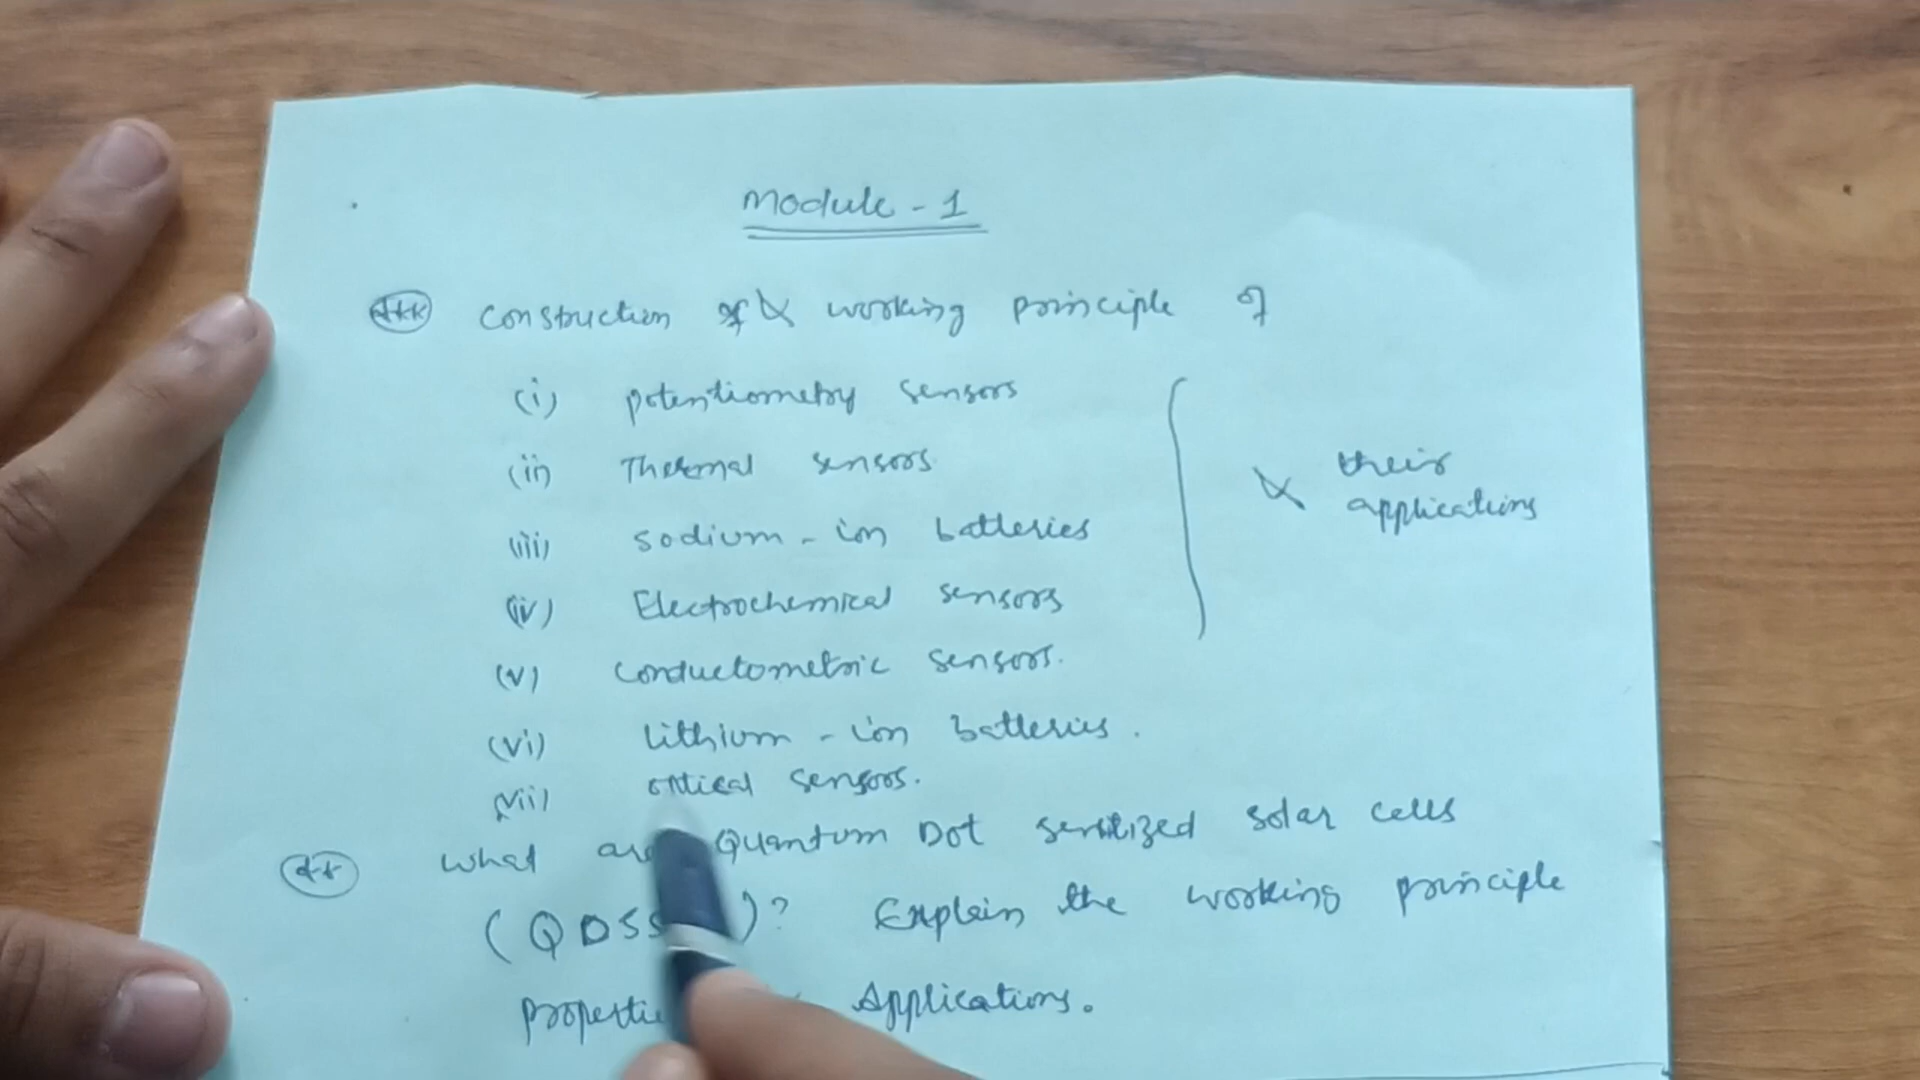 Module - 1
*** construction & working principle of
(i) potentiometry sensors
(ii) Thermal sensors
(iii) sodium - ion batteries
(iv) Electrochemical sensors
(v) conductometric sensors.
(vi) lithium - ion batteries.
(vii) optical sensors.
& their
applications
** what are Quantum Dot sensitized solar cells
(QDSS )? Explain the working principle
Applications.